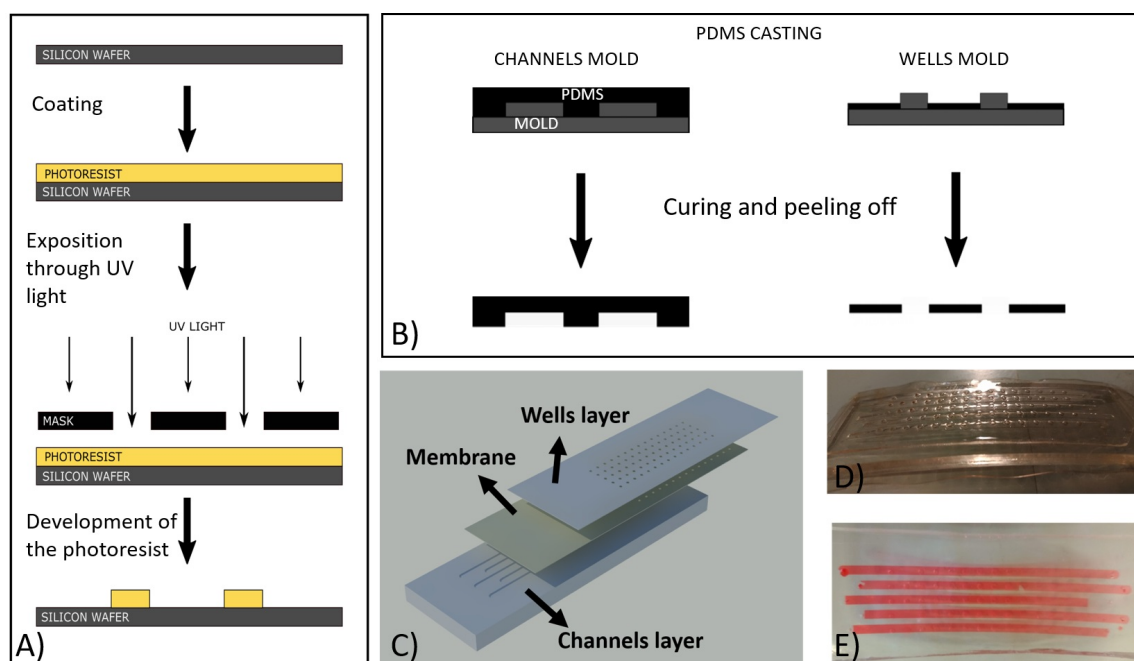 SILICON WAFER
Coating
PHOTORESIST
SILICON WAFER
Exposition
through UV
light
UV LIGHT
MASK
PHOTORESIST
SILICON WAFER
Development of
the photoresist
SILICON WAFER
A)
PDMS CASTING
CHANNELS MOLD
WELLS MOLD
PDMS
MOLD
Curing and peeling off
B)
Wells layer
Membrane
Channels layer
C)
D)
E)